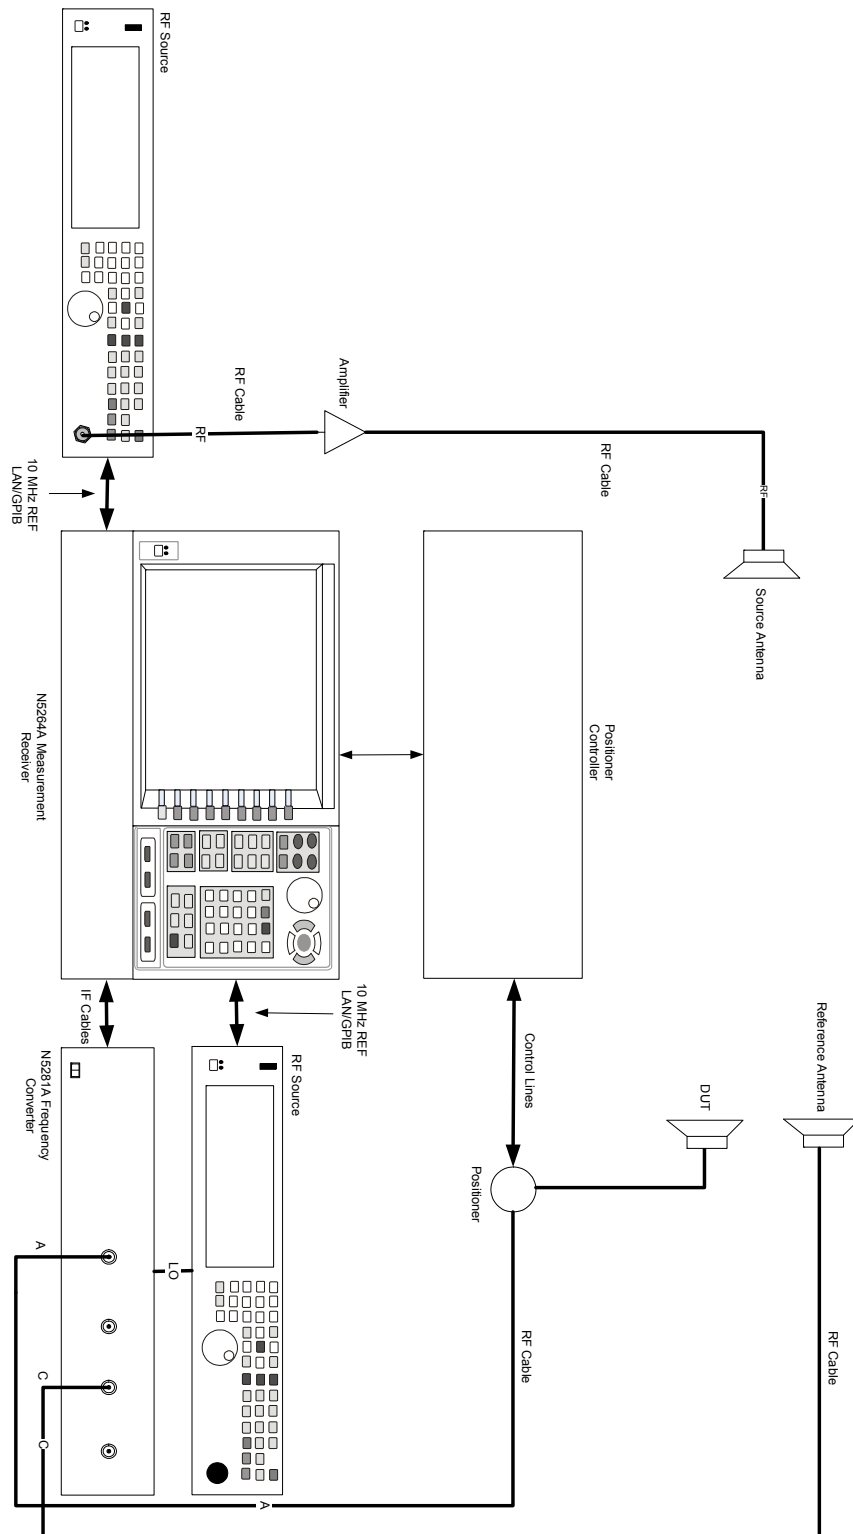 RF Source
RF Cable
RF
Amplifier
RF Cable
RF
Source Antenna
10 MHz REF
LAN/GPIB
N5264A Measurement
Receiver
Positioner
Controller
IF Cables
10 MHz REF
LAN/GPIB
N5281A Frequency
Converter
RF Source
Control Lines
Positioner
DUT
Reference Antenna
A
LO
C
C
A
RF Cable
RF Cable